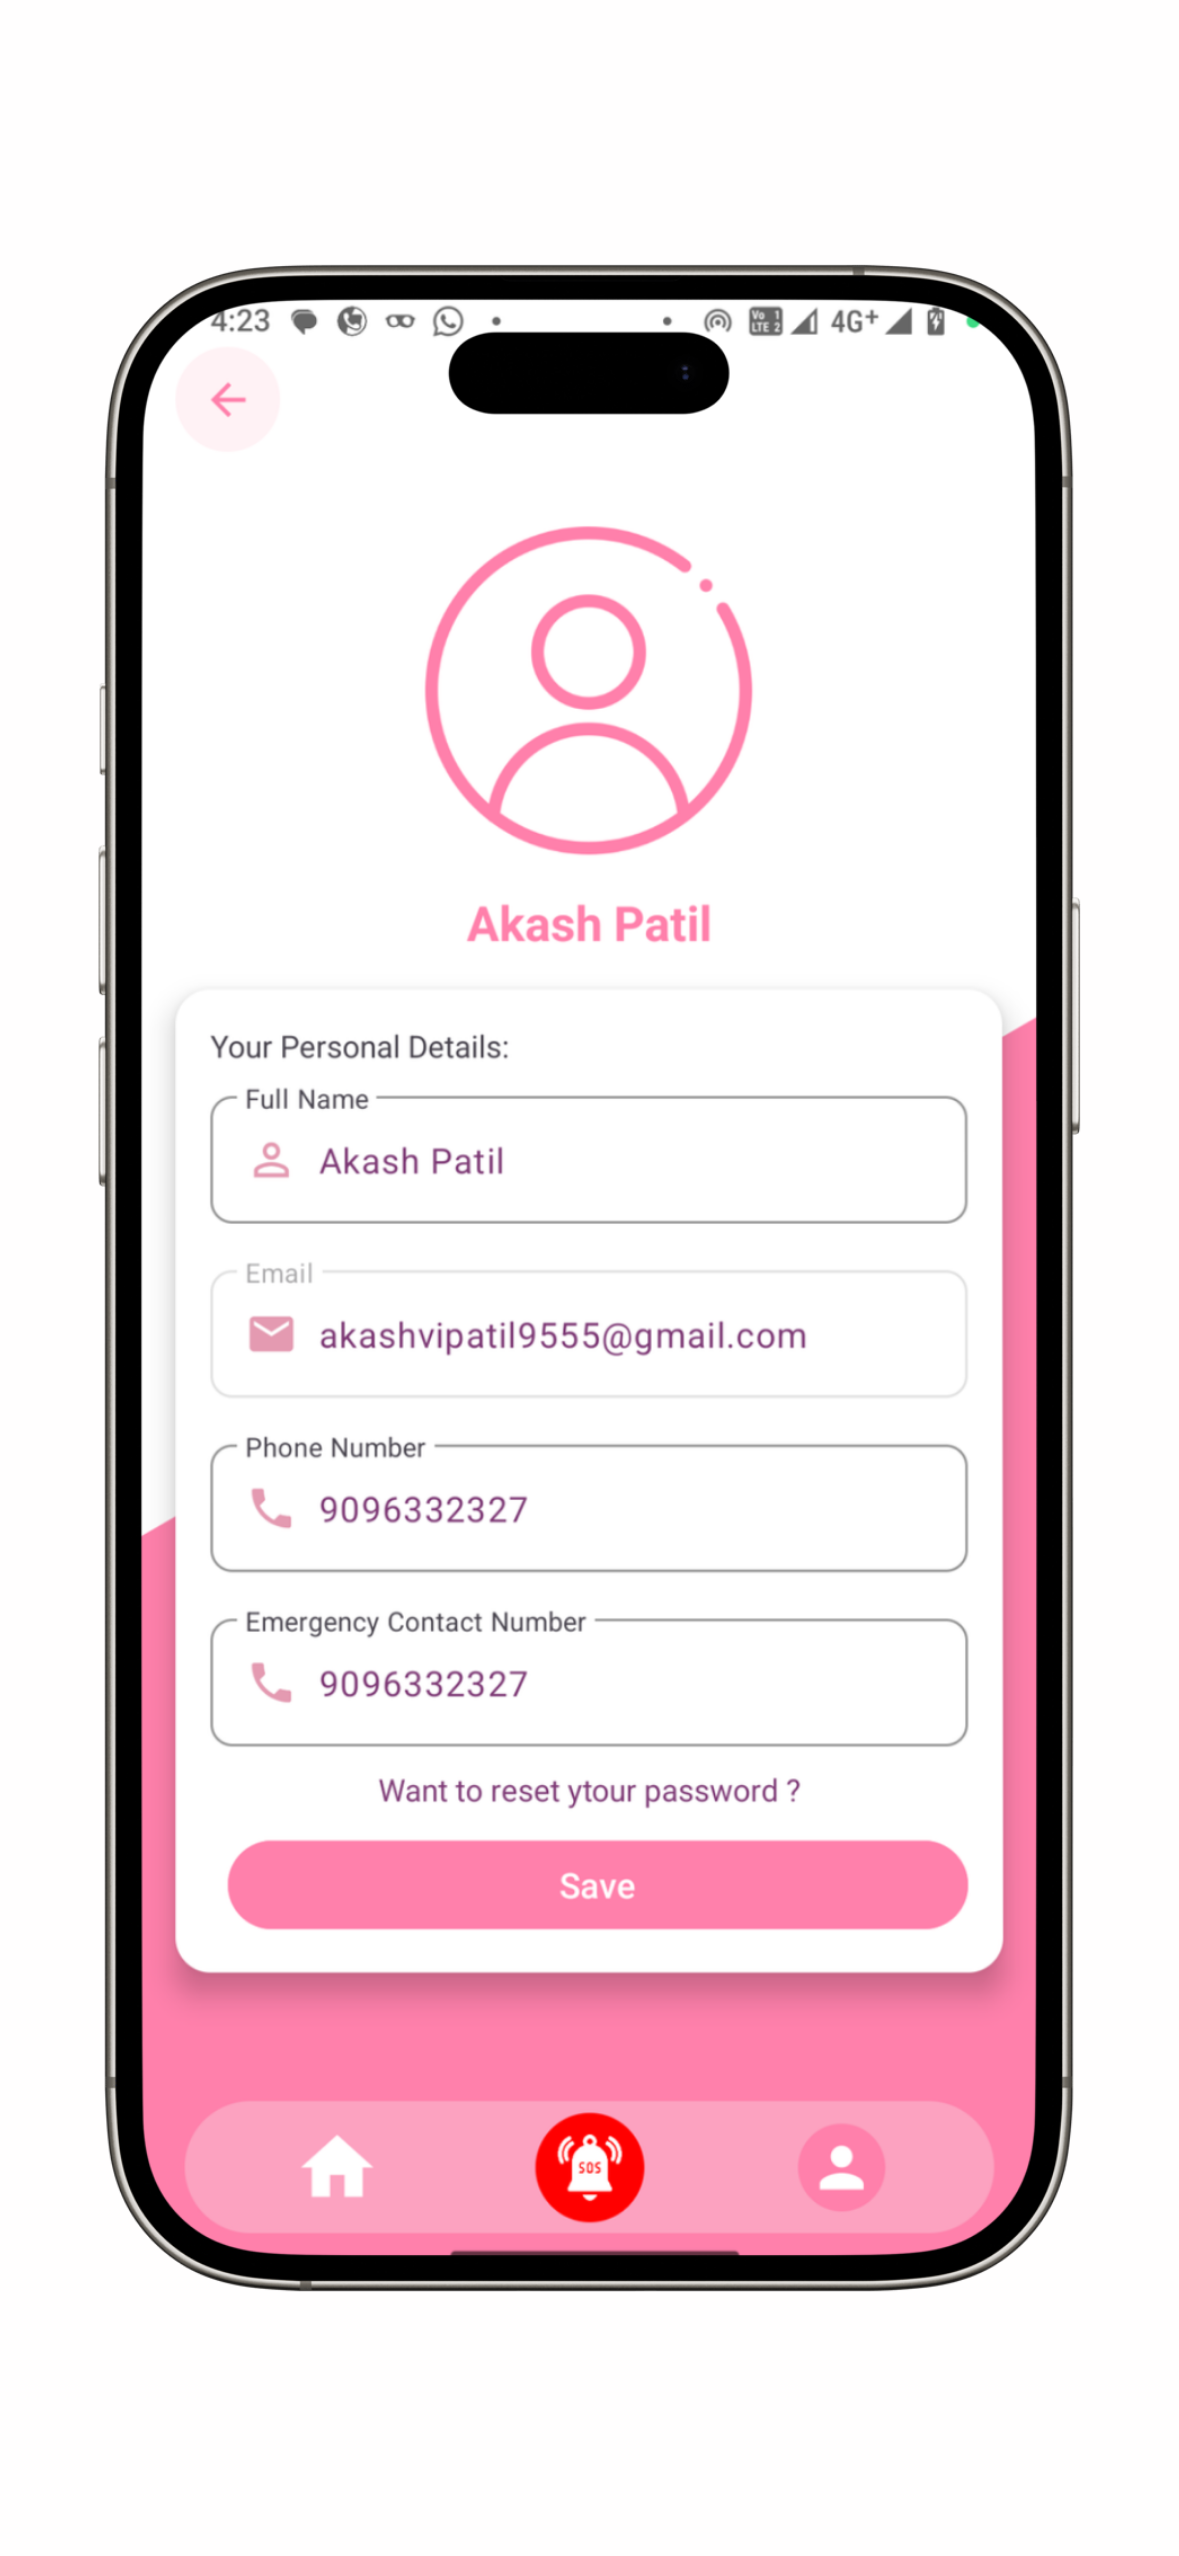 4:23
Vo 1
LTE 2
4G+
Akash Patil
Your Personal Details:
Full Name
Akash Patil
Email
akashvipatil9555@gmail.com
Phone Number
9096332327
Emergency Contact Number
9096332327
Want to reset ytour password ?
Save
SOS